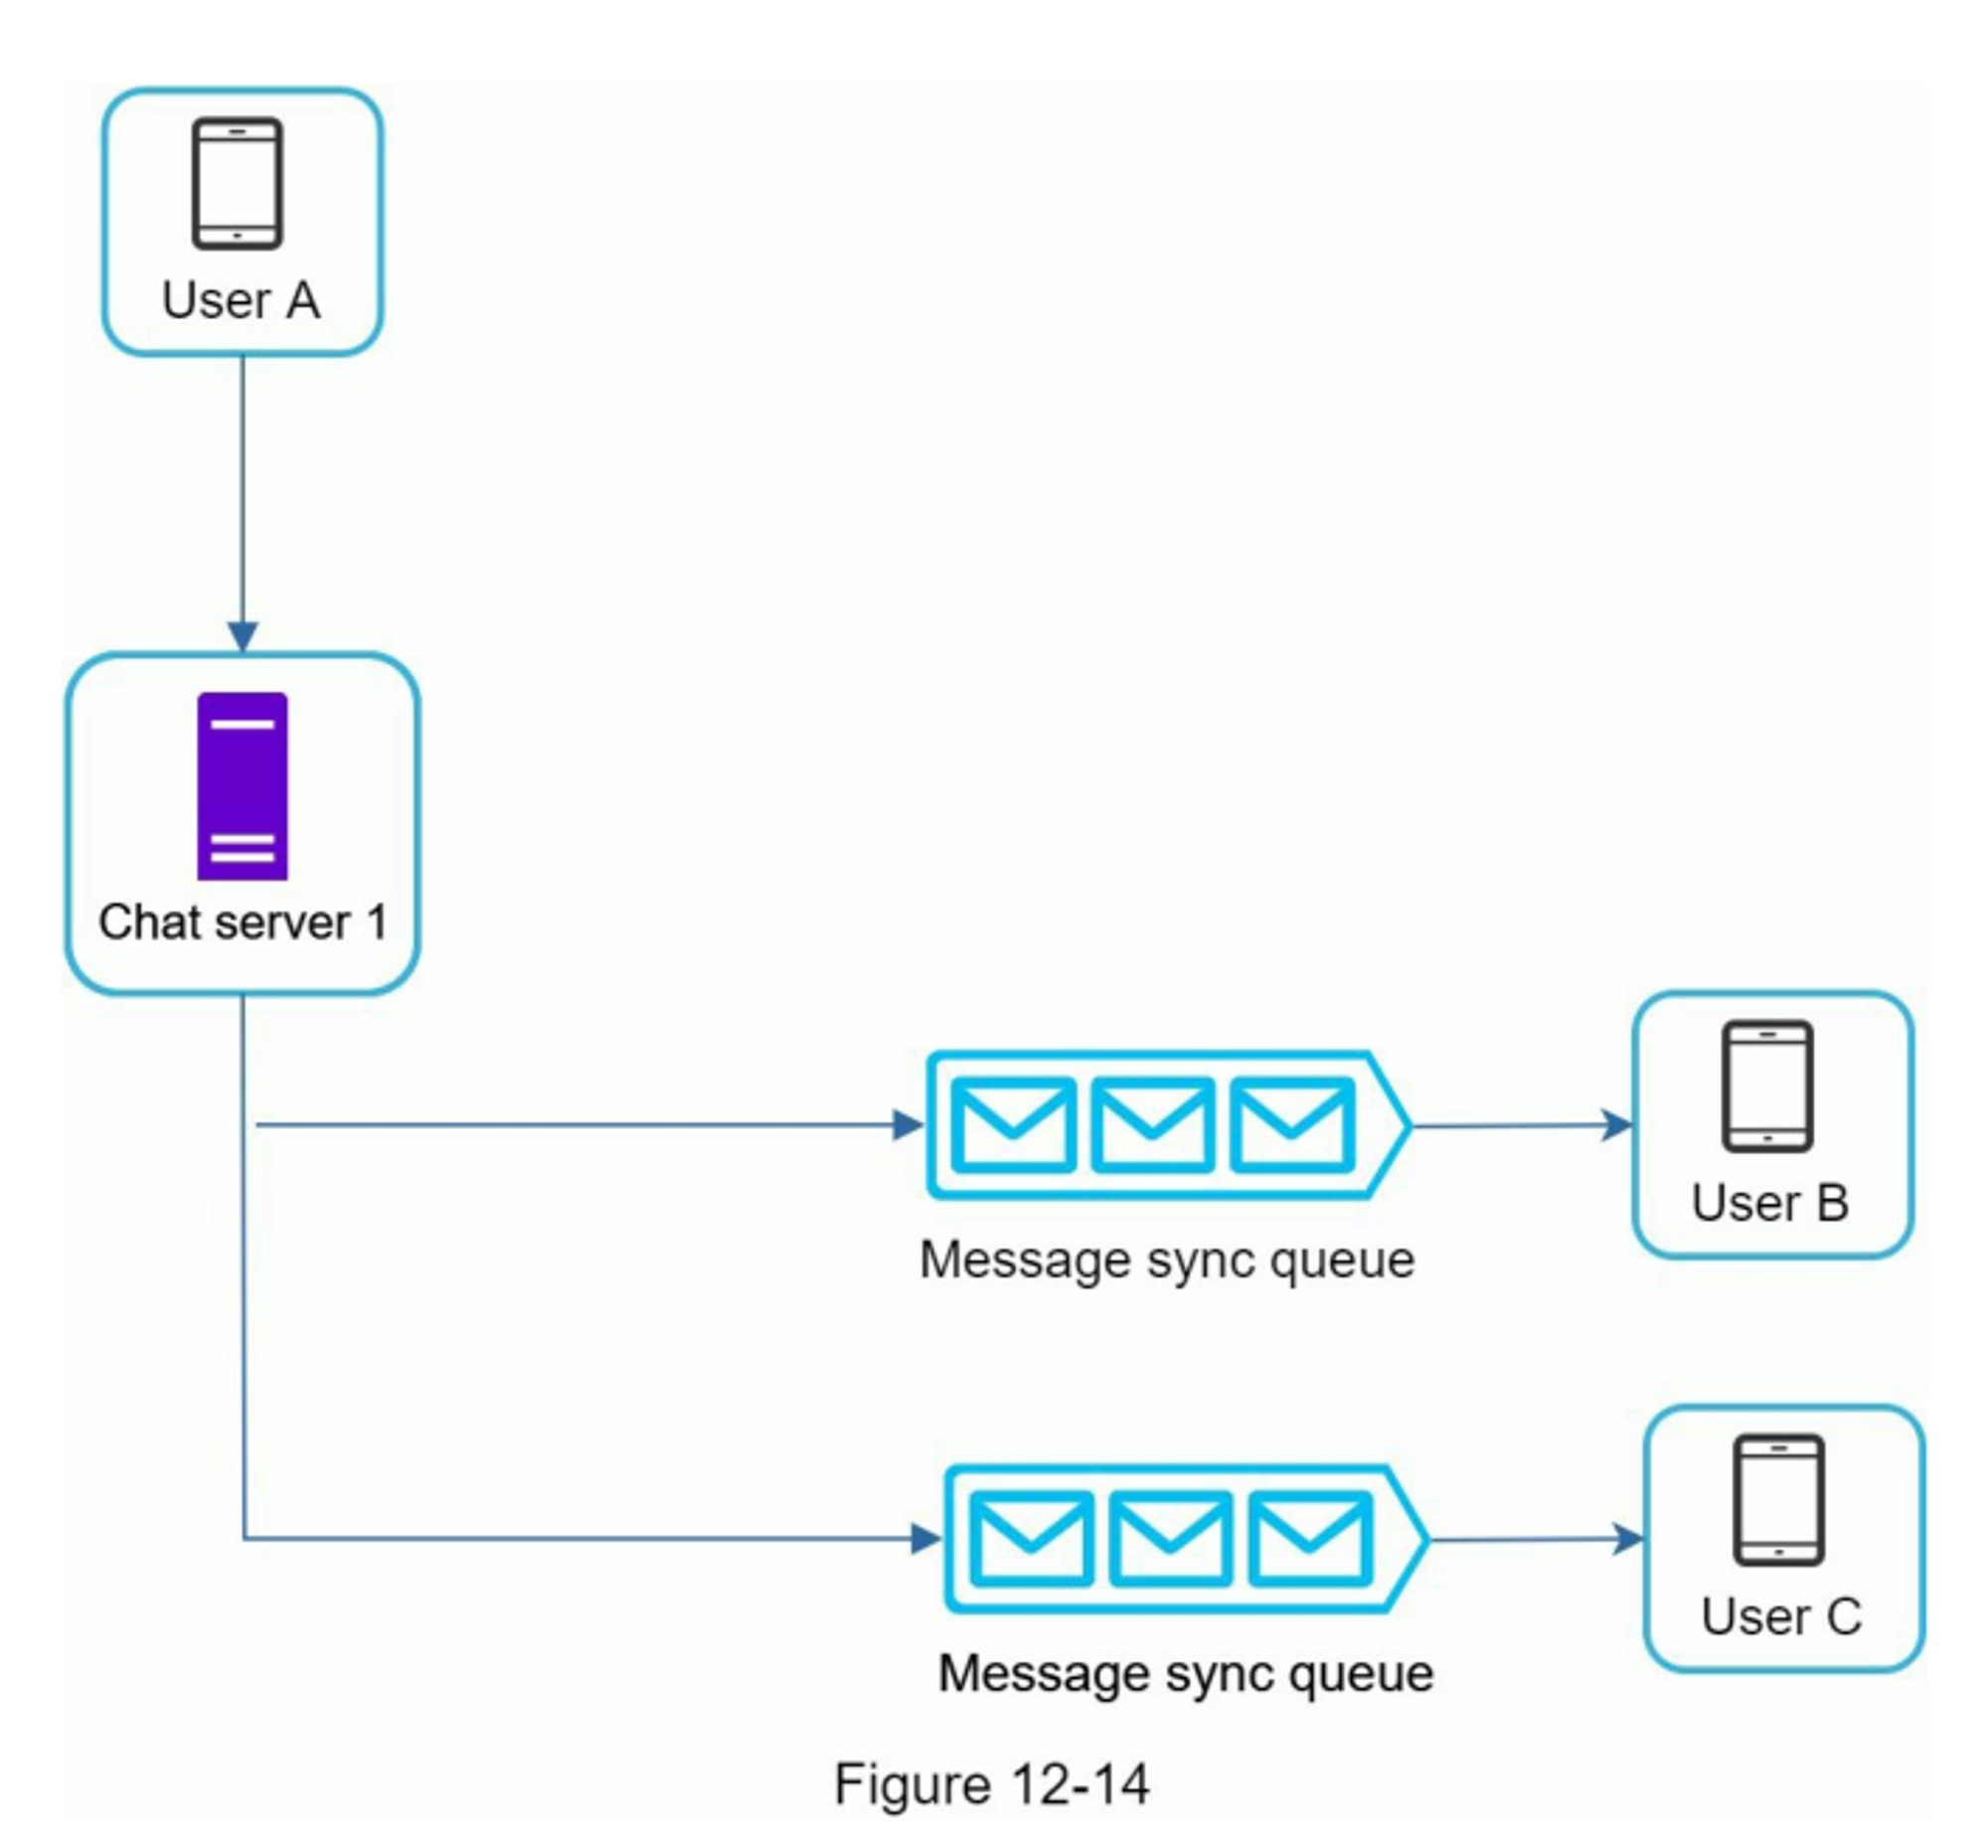 User A
Chat server 1
User B
Message sync queue
User C
Message sync queue
Figure 12-14